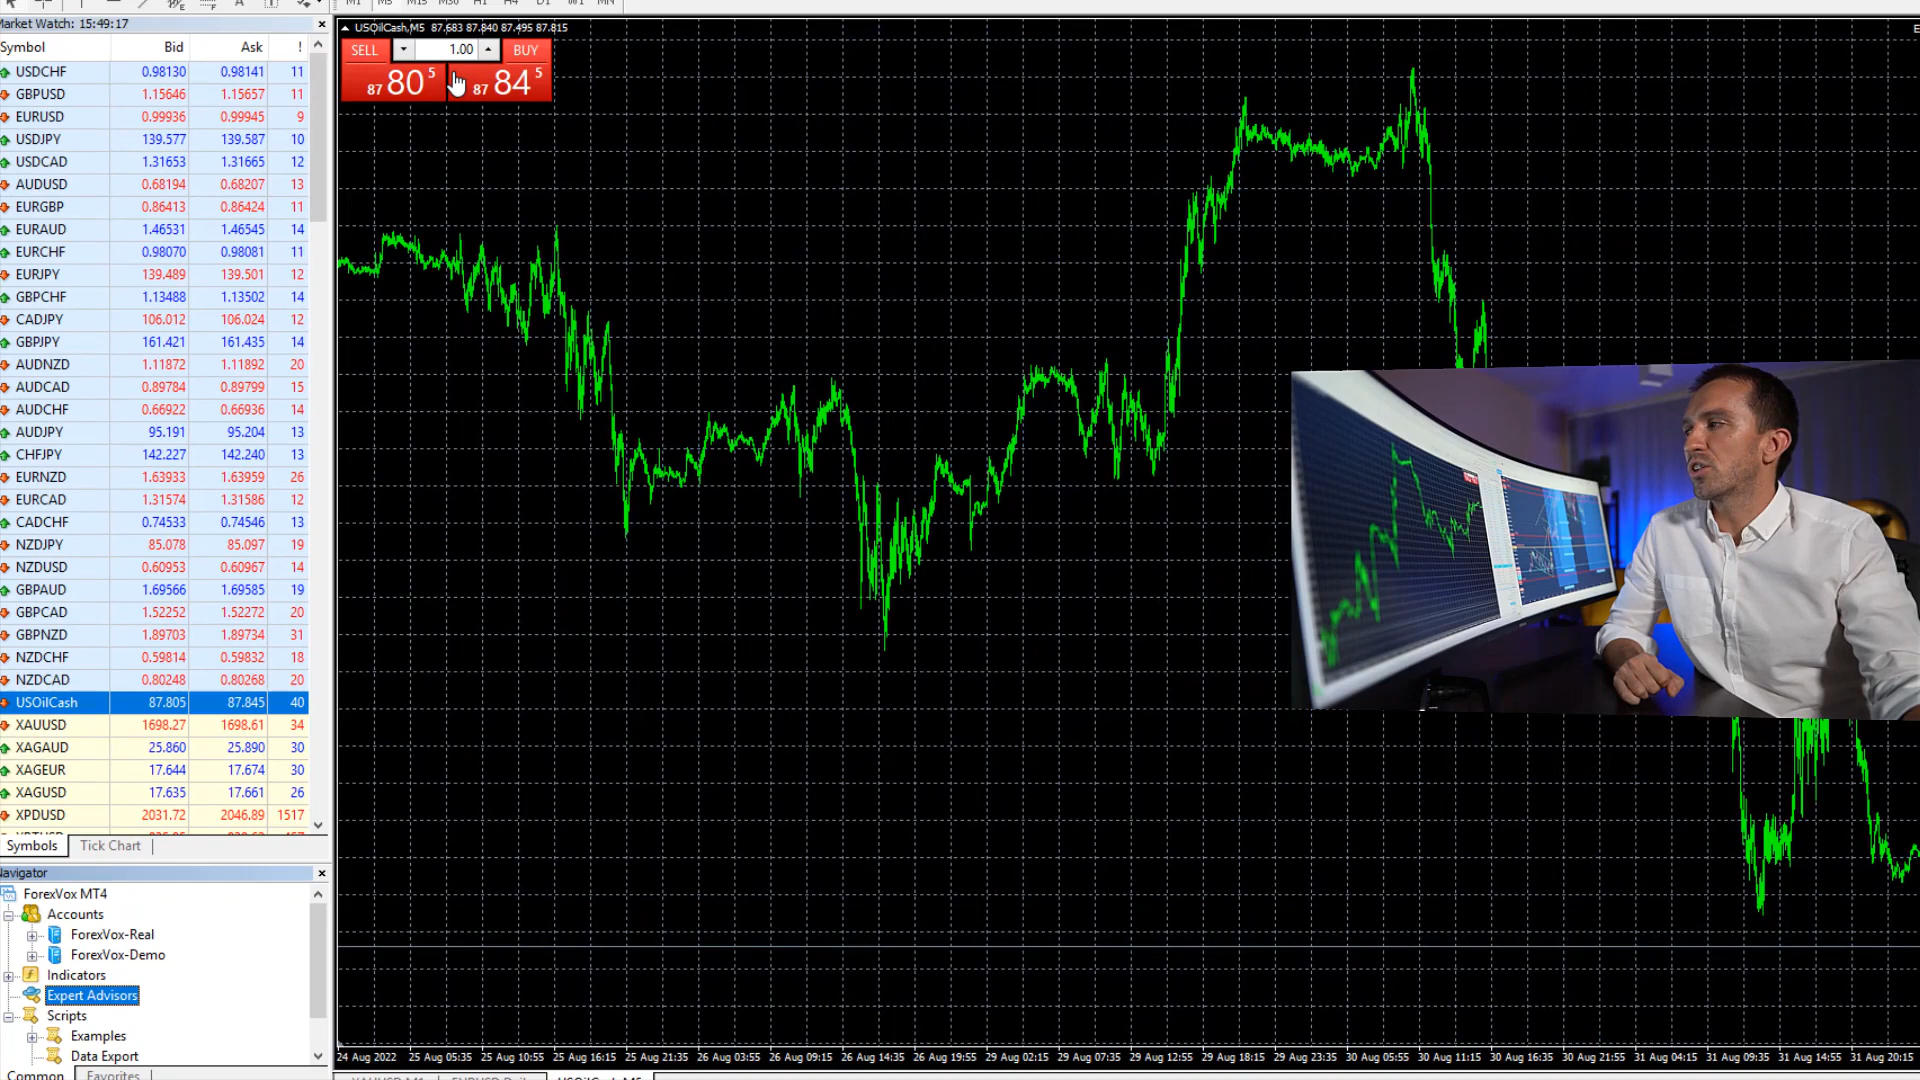 M1 M5 M15 M30 H1 H4 D1 W1 MN
Market Watch: 15:49:17
USOilCash,M5 87.683 87.840 87.495 87.815
SELL 1.00 BUY
87 80 5 87 84 5
Symbol Bid Ask !
USDCHF 0.98130 0.98141 11
GBPUSD 1.15646 1.15657 11
EURUSD 0.99936 0.99945 9
USDJPY 139.577 139.587 10
USDCAD 1.31653 1.31665 12
AUDUSD 0.68194 0.68207 13
EURGBP 0.86413 0.86424 11
EURAUD 1.46531 1.46545 14
EURCHF 0.98070 0.98081 11
EURJPY 139.489 139.501 12
GBPCHF 1.13488 1.13502 14
CADJPY 106.012 106.024 12
GBPJPY 161.421 161.435 14
AUDNZD 1.11872 1.11892 20
AUDCAD 0.89784 0.89799 15
AUDCHF 0.66922 0.66936 14
AUDJPY 95.191 95.204 13
CHFJPY 142.227 142.240 13
EURNZD 1.63933 1.63959 26
EURCAD 1.31574 1.31586 12
CADCHF 0.74533 0.74546 13
NZDJPY 85.078 85.097 19
NZDUSD 0.60953 0.60967 14
GBPAUD 1.69566 1.69585 19
GBPCAD 1.52252 1.52272 20
GBPNZD 1.89703 1.89734 31
NZDCHF 0.59814 0.59832 18
NZDCAD 0.80248 0.80268 20
USOilCash 87.805 87.845 40
XAUUSD 1698.27 1698.61 34
XAGAUD 25.860 25.890 30
XAGEUR 17.644 17.674 30
XAGUSD 17.635 17.661 26
XPDUSD 2031.72 2046.89 1517
Symbols Tick Chart
Navigator
ForexVox MT4
Accounts
ForexVox-Real
ForexVox-Demo
Indicators
Expert Advisors
Scripts
Examples
Data Export
Common Favorites
24 Aug 2022 25 Aug 05:35 25 Aug 10:55 25 Aug 16:15 25 Aug 21:35 26 Aug 03:55 26 Aug 09:15 26 Aug 14:35 26 Aug 19:55 29 Aug 02:15 29 Aug 07:35 29 Aug 12:55 29 Aug 18:15 29 Aug 23:35 30 Aug 05:55 30 Aug 11:15 30 Aug 16:35 30 Aug 21:55 31 Aug 04:15 31 Aug 09:35 31 Aug 14:55 31 Aug 20:15